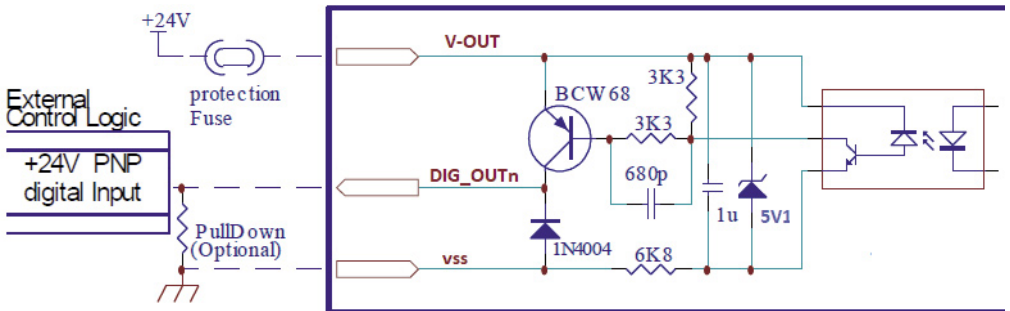 +24V
protection
Fuse
External
Control Logic
+24V PNP
digital Input
PullDown
(Optional)
V-OUT
DIG_OUTn
vss
BCW68
3K3
3K3
680p
1u
5V1
1N4004
6K8